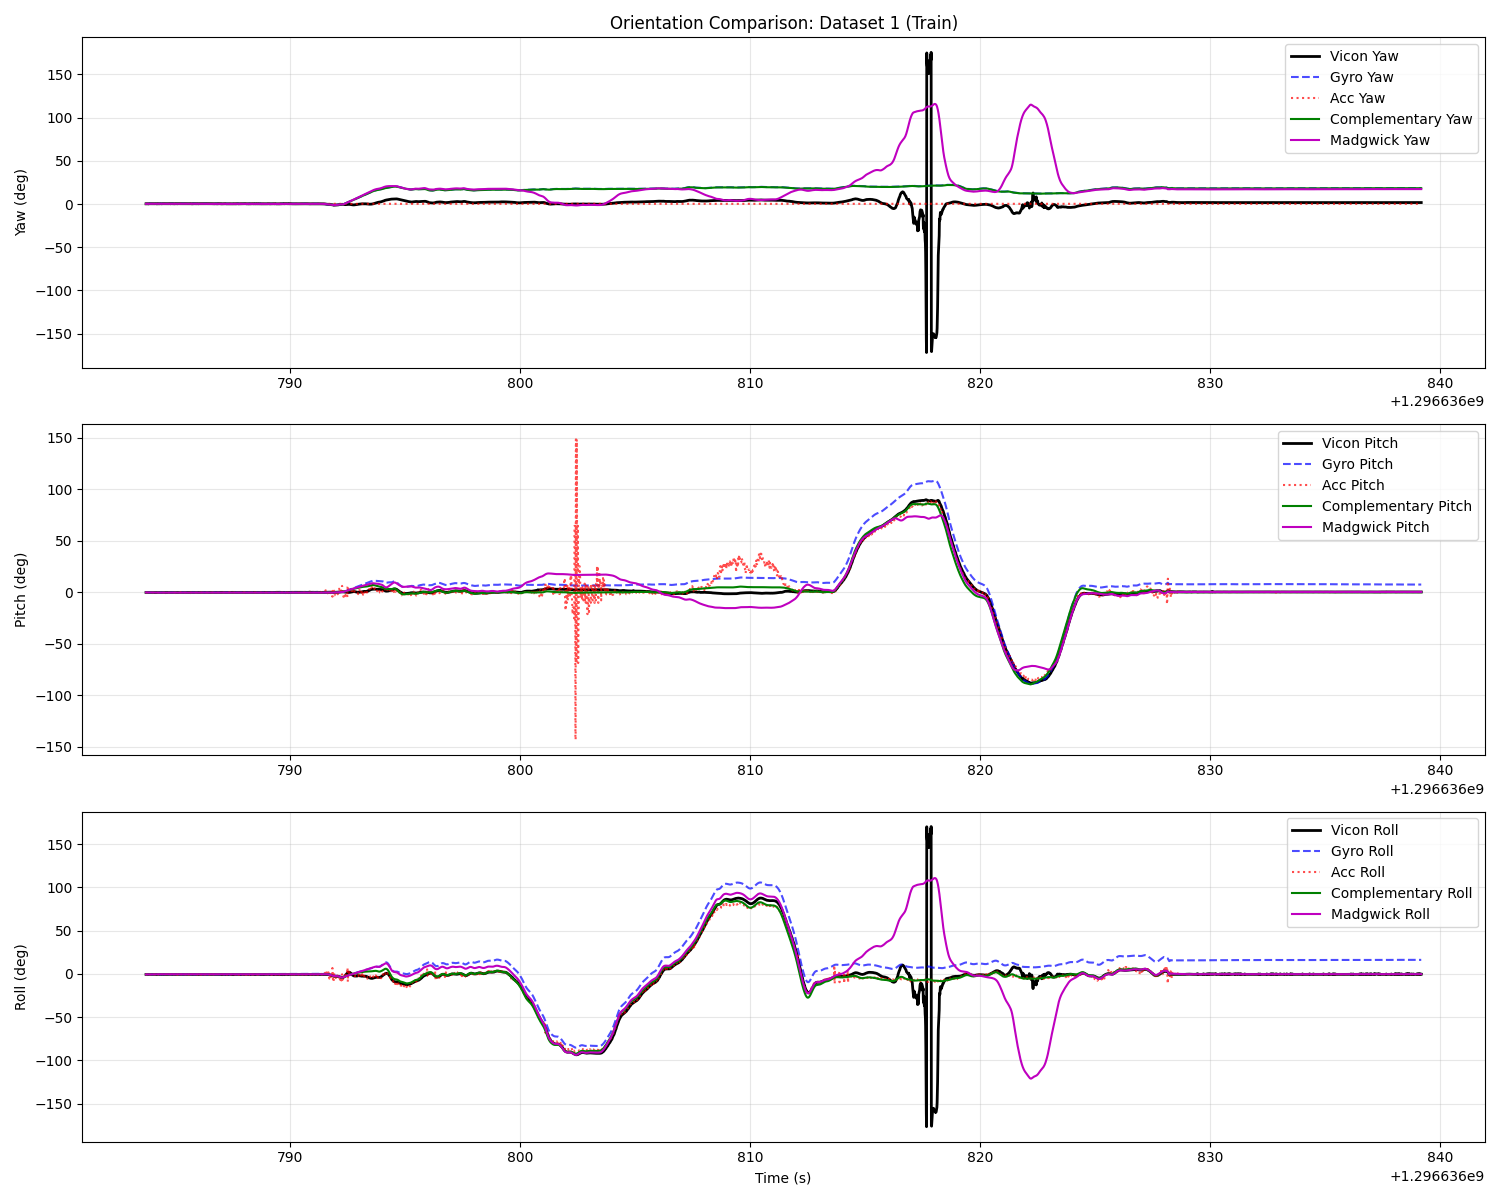 Orientation Comparison: Dataset 1 (Train)
Yaw (deg)
150
100
50
0
−50
−100
−150
Vicon Yaw
Gyro Yaw
Acc Yaw
Complementary Yaw
Madgwick Yaw
790 800 810 820 830 840
+1.296636e9
Pitch (deg)
150
100
50
0
−50
−100
−150
Vicon Pitch
Gyro Pitch
Acc Pitch
Complementary Pitch
Madgwick Pitch
790 800 810 820 830 840
+1.296636e9
Roll (deg)
150
100
50
0
−50
−100
−150
Vicon Roll
Gyro Roll
Acc Roll
Complementary Roll
Madgwick Roll
790 800 810 820 830 840
Time (s)
+1.296636e9